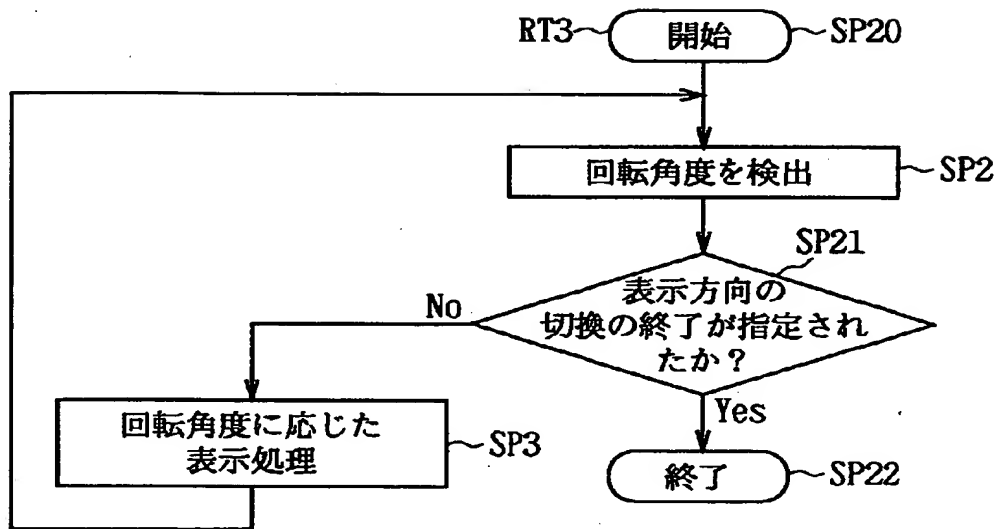 RT3
開始
SP20
回転角度を検出
SP2
SP21
表示方向の
切換の終了が指定され
たか？
No
Yes
回転角度に応じた
表示処理
SP3
終了
SP22